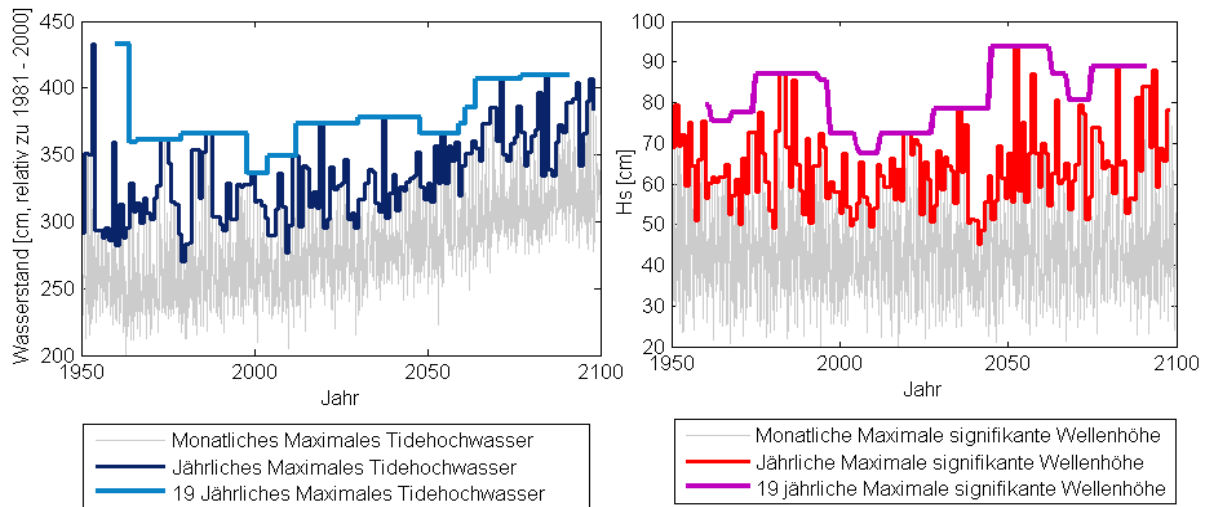 450
400
350
300
250
200
Wasserstand [cm, relativ zu 1981 - 2000]
1950
2000
2050
2100
Jahr
Monatliches Maximales Tidehochwasser
Jährliches Maximales Tidehochwasser
19 Jährliches Maximales Tidehochwasser
100
90
80
70
60
50
40
30
20
Hs [cm]
1950
2000
2050
2100
Jahr
Monatliche Maximale signifikante Wellenhöhe
Jährliche Maximale signifikante Wellenhöhe
19 jährliche Maximale signifikante Wellenhöhe